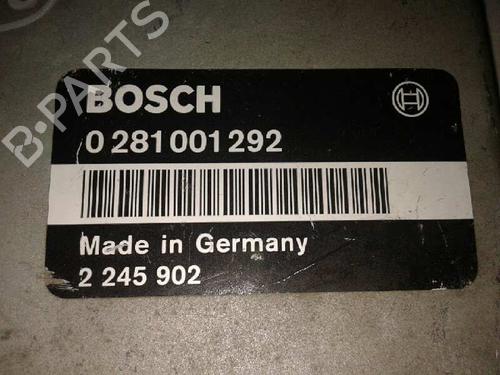 B-PARTS
BOSCH
0 281 001 292
Made in Germany
2 245 902